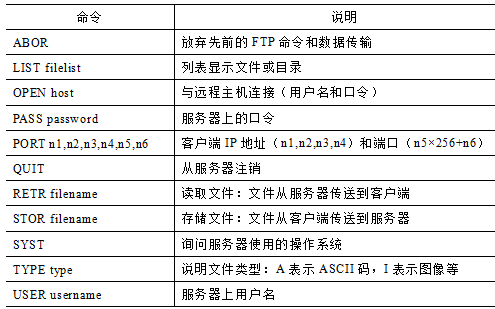 命令 说明
ABOR 放弃先前的 FTP 命令和数据传输
LIST filelist 列表显示文件或目录
OPEN host 与远程主机连接（用户名和口令）
PASS password 服务器上的口令
PORT n1,n2,n3,n4,n5,n6 客户端 IP 地址（n1,n2,n3,n4）和端口（n5×256+n6）
QUIT 从服务器注销
RETR filename 读取文件：文件从服务器传送到客户端
STOR filename 存储文件：文件从客户端传送到服务器
SYST 询问服务器使用的操作系统
TYPE type 说明文件类型：A 表示 ASCII 码，I 表示图像等
USER username 服务器上用户名